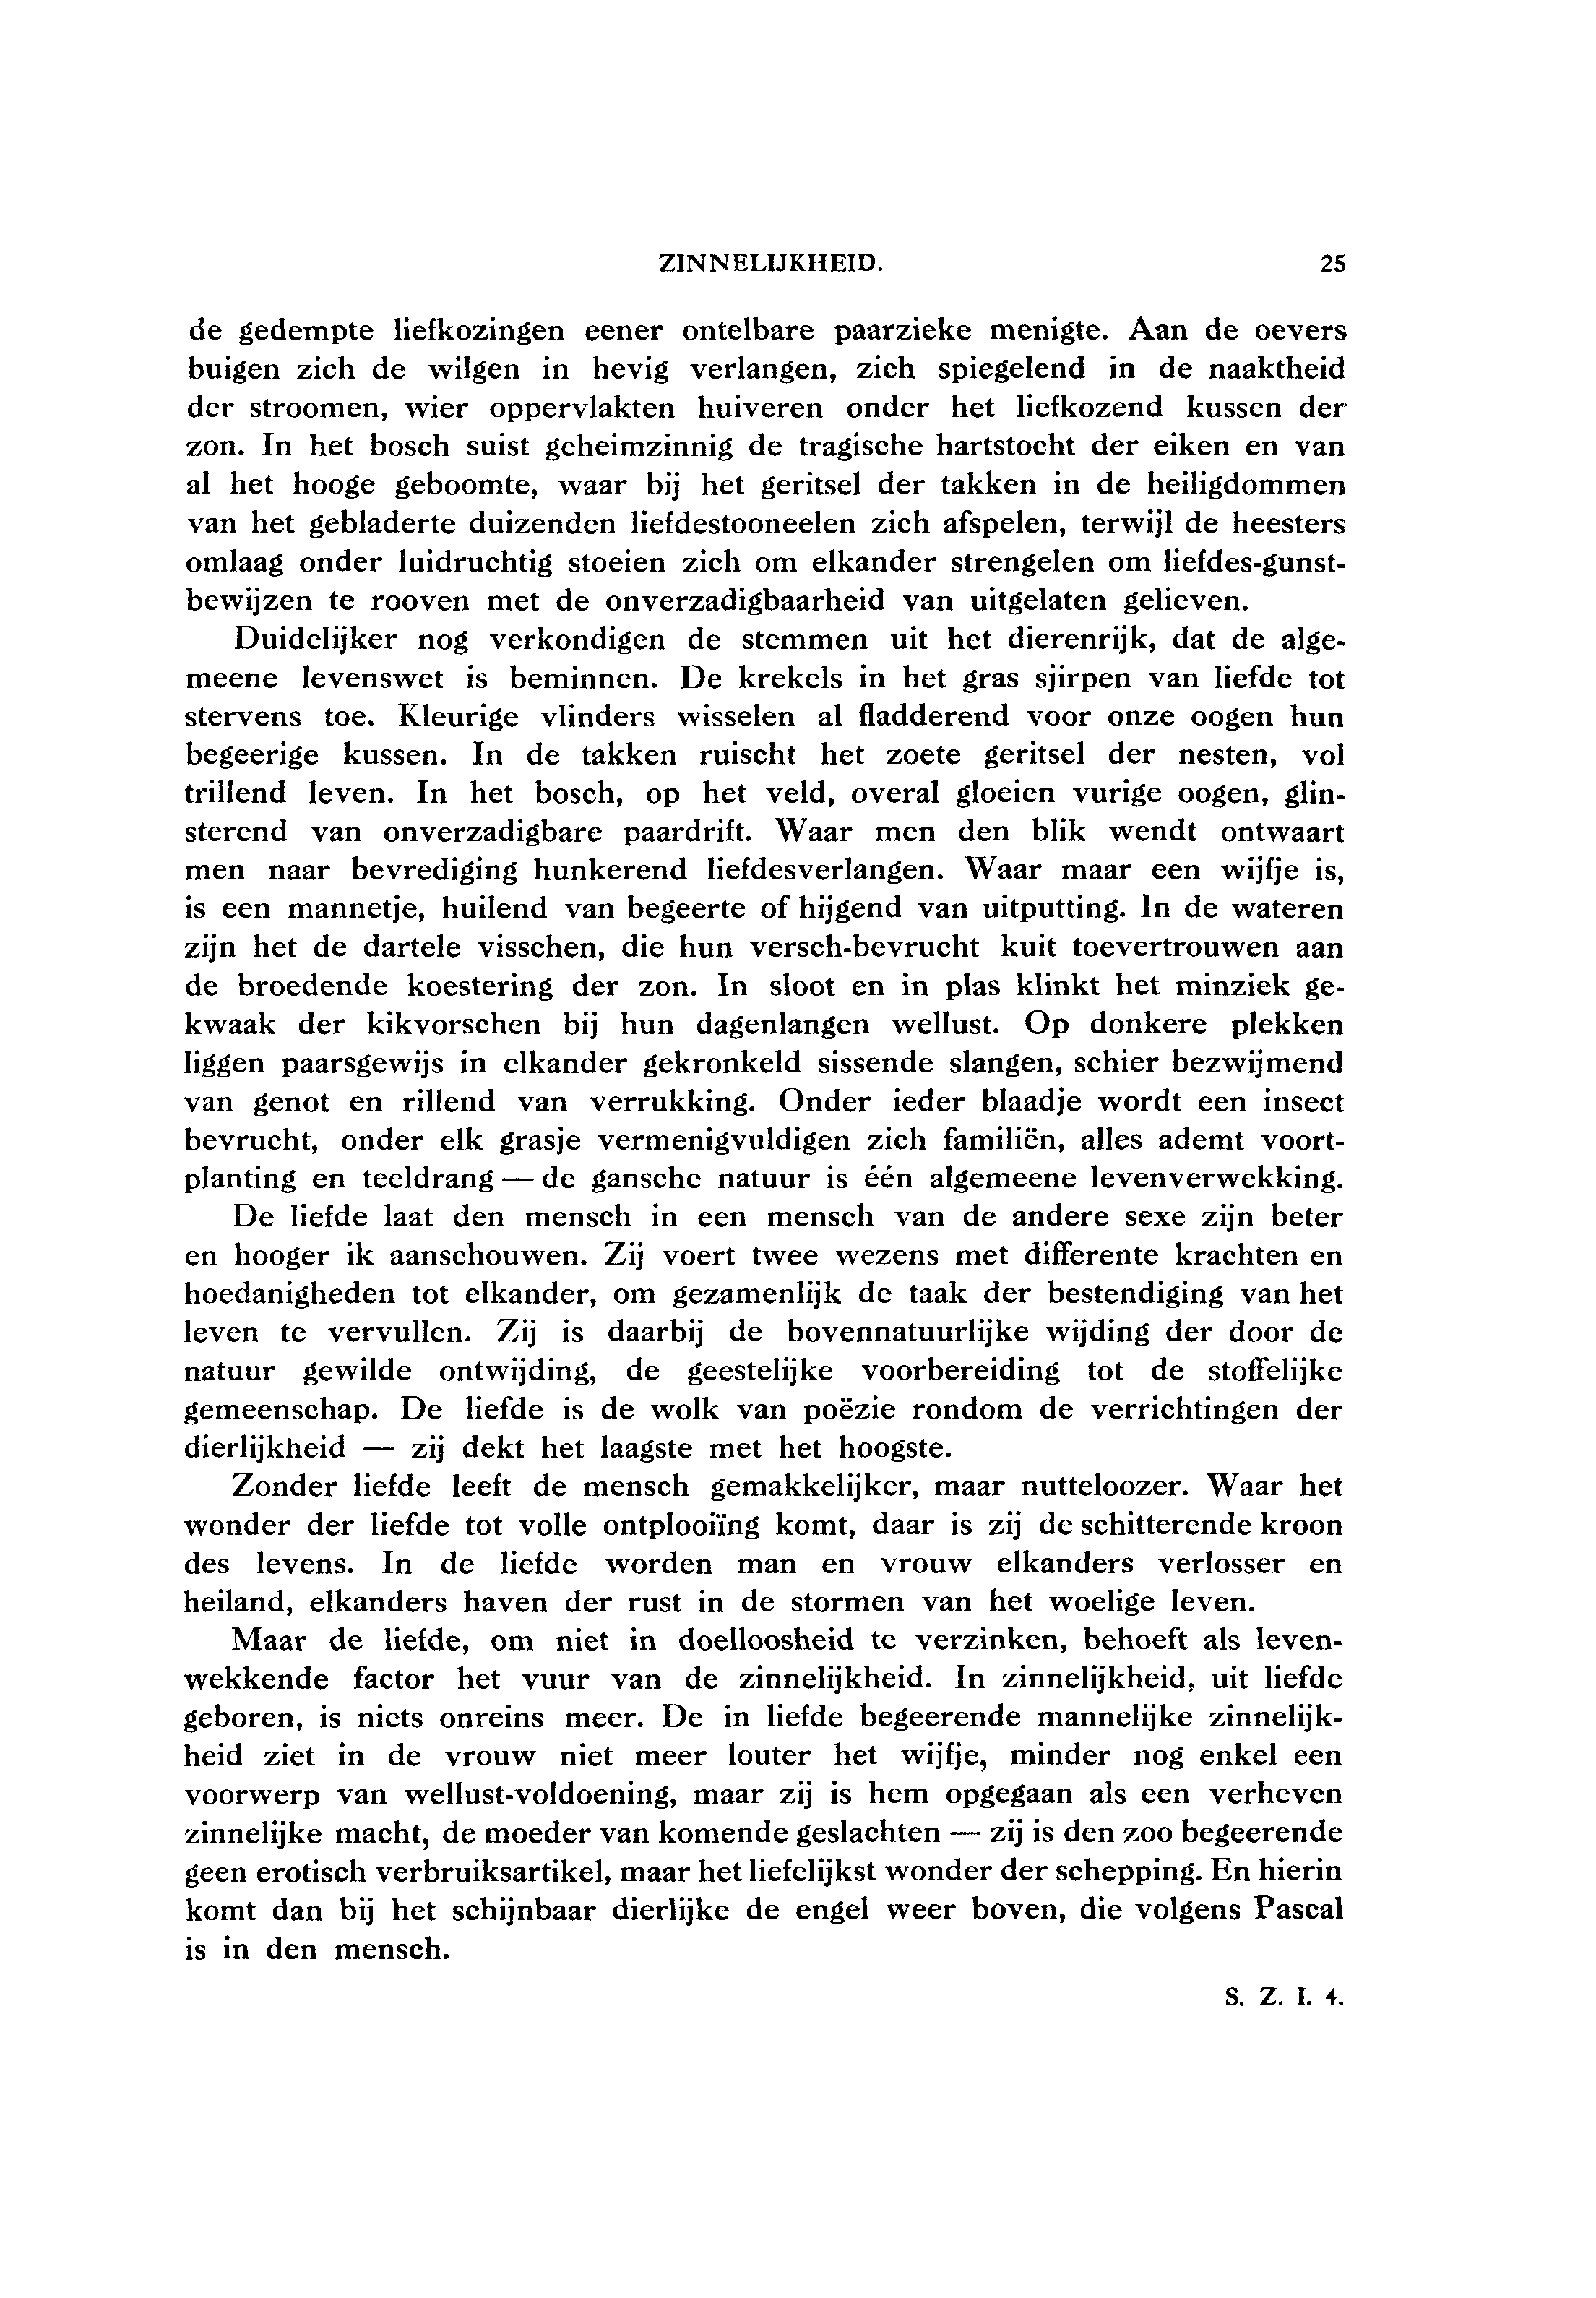 ZINNELIJKHEID. 25
de gedempte liefkozingen eener ontelbare paarzieke menigte. Aan de oevers
buigen zich de wilgen in hevig verlangen, zich spiegelend in de naaktheid
der stroomen, wier oppervlakten huiveren onder het liefkozend kussen der
zon. In het bosch suist geheimzinnig de tragische hartstocht der eiken en van
al het hooge geboomte, waar bij het geritsel der takken in de heiligdommen
van het gebladerte duizenden liefdestooneelen zich afspelen, terwijl de heesters
omlaag onder luidruchtig stoeien zich om elkander strengelen om liefdes-gunst-
bewijzen te rooven met de onverzadigbaarheid van uitgelaten gelieven.
Duidelijker nog verkondigen de stemmen uit het dierenrijk, dat de alge-
meene levenswet is beminnen. De krekels in het gras sjirpen van liefde tot
stervens toe. Kleurige vlinders wisselen al fladderend voor onze oogen hun
begeerige kussen. In de takken ruischt het zoete geritsel der nesten, vol
trillend leven. In het bosch, op het veld, overal gloeien vurige oogen, glin-
sterend van onverzadigbare paardrift. Waar men den blik wendt ontwaart
men naar bevrediging hunkerend liefdesverlangen. Waar maar een wijfje is,
is een mannetje, huilend van begeerte of hijgend van uitputting. In de wateren
zijn het de dartele visschen, die hun versch-bevrucht kuit toevertrouwen aan
de broedende koestering der zon. In sloot en in plas klinkt het minziek ge-
kwaak der kikvorschen bij hun dagenlangen wellust. Op donkere plekken
liggen paarsgewijs in elkander gekronkeld sissende slangen, schier bezwijmend
van genot en rillend van verrukking. Onder ieder blaadje wordt een insect
bevrucht, onder elk grasje vermenigvuldigen zich familiën, alles ademt voort-
planting en teeldrang — de gansche natuur is één algemeene levenverwekking.
De liefde laat den mensch in een mensch van de andere sexe zijn beter
en hooger ik aanschouwen. Zij voert twee wezens met differente krachten en
hoedanigheden tot elkander, om gezamenlijk de taak der bestendiging van het
leven te vervullen. Zij is daarbij de bovennatuurlijke wijding der door de
natuur gewilde ontwijding, de geestelijke voorbereiding tot de stoffelijke
gemeenschap. De liefde is de wolk van poëzie rondom de verrichtingen der
dierlijkheid — zij dekt het laagste met het hoogste.
Zonder liefde leeft de mensch gemakkelijker, maar nutteloozer. Waar het
wonder der liefde tot volle ontplooiïng komt, daar is zij de schitterende kroon
des levens. In de liefde worden man en vrouw elkanders verlosser en
heiland, elkanders haven der rust in de stormen van het woelige leven.
Maar de liefde, om niet in doelloosheid te verzinken, behoeft als leven-
wekkende factor het vuur van de zinnelijkheid. In zinnelijkheid, uit liefde
geboren, is niets onreins meer. De in liefde begeerende mannelijke zinnelijk-
heid ziet in de vrouw niet meer louter het wijfje, minder nog enkel een
voorwerp van wellust-voldoening, maar zij is hem opgegaan als een verheven
zinnelijke macht, de moeder van komende geslachten — zij is den zoo begeerende
geen erotisch verbruiksartikel, maar het liefelijkst wonder der schepping. En hierin
komt dan bij het schijnbaar dierlijke de engel weer boven, die volgens Pascal
is in den mensch.
S. Z. I. 4.